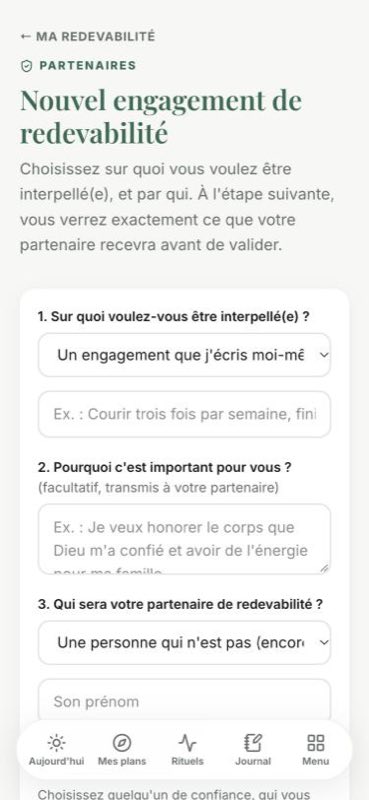 ← MA REDEVABILITÉ
PARTENAIRES
Nouvel engagement de
redevabilité
Choisissez sur quoi vous voulez être
interpellé(e), et par qui. À l'étape suivante,
vous verrez exactement ce que votre
partenaire recevra avant de valider.
1. Sur quoi voulez-vous être interpellé(e) ?
Un engagement que j'écris moi-mê
Ex. : Courir trois fois par semaine, fini
2. Pourquoi c'est important pour vous ?
(facultatif, transmis à votre partenaire)
Ex. : Je veux honorer le corps que
Dieu m'a confié et avoir de l'énergie
pour ma famille
3. Qui sera votre partenaire de redevabilité ?
Une personne qui n'est pas (encore
Son prénom
Aujourd'hui Mes plans Rituels Journal Menu
Choisissez quelqu'un de confiance, qui vous